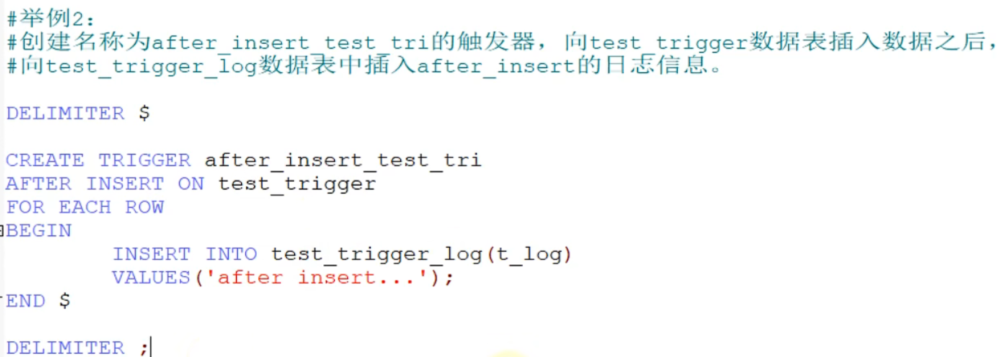 #举例2：
#创建名称为after_insert_test_tri的触发器，向test_trigger数据表插入数据之后，
#向test_trigger_log数据表中插入after_insert的日志信息。
DELIMITER $
CREATE TRIGGER after_insert_test_tri
AFTER INSERT ON test_trigger
FOR EACH ROW
BEGIN
INSERT INTO test_trigger_log(t_log)
VALUES('after insert...');
END $
DELIMITER ;